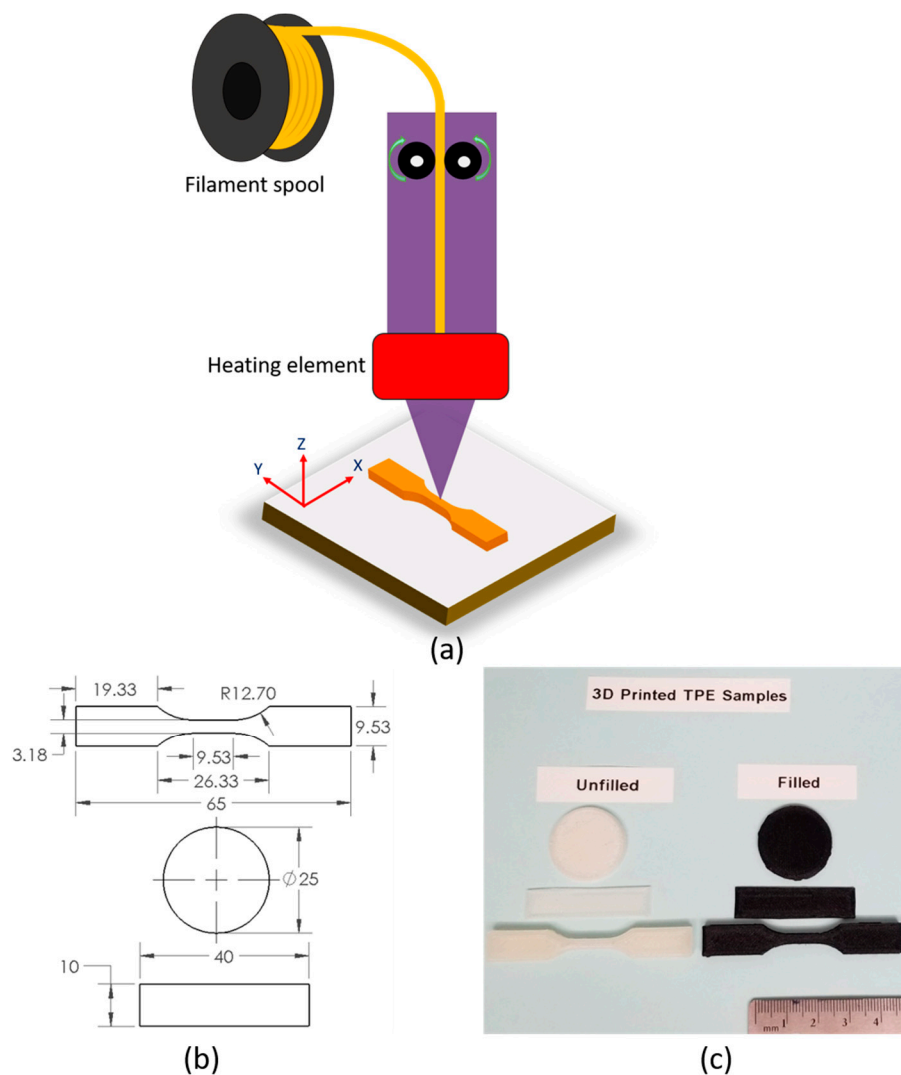 Filament spool
Heating element
Z
Y
X
(a)
19.33
R12.70
9.53
3.18
9.53
26.33
65
Ø25
40
10
(b)
3D Printed TPE Samples
Unfilled
Filled
mm 1 2 3 4
(c)